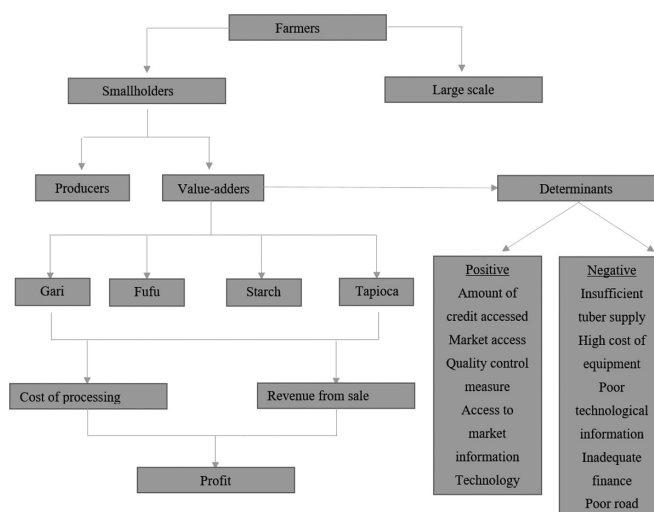 Farmers
Smallholders
Large scale
Producers
Value-adders
Determinants
Gari
Fufu
Starch
Tapioca
Cost of processing
Revenue from sale
Profit
Positive
Amount of
credit accessed
Market access
Quality control
measure
Access to
market
information
Technology
Negative
Insufficient
tuber supply
High cost of
equipment
Poor
technological
information
Inadequate
finance
Poor road